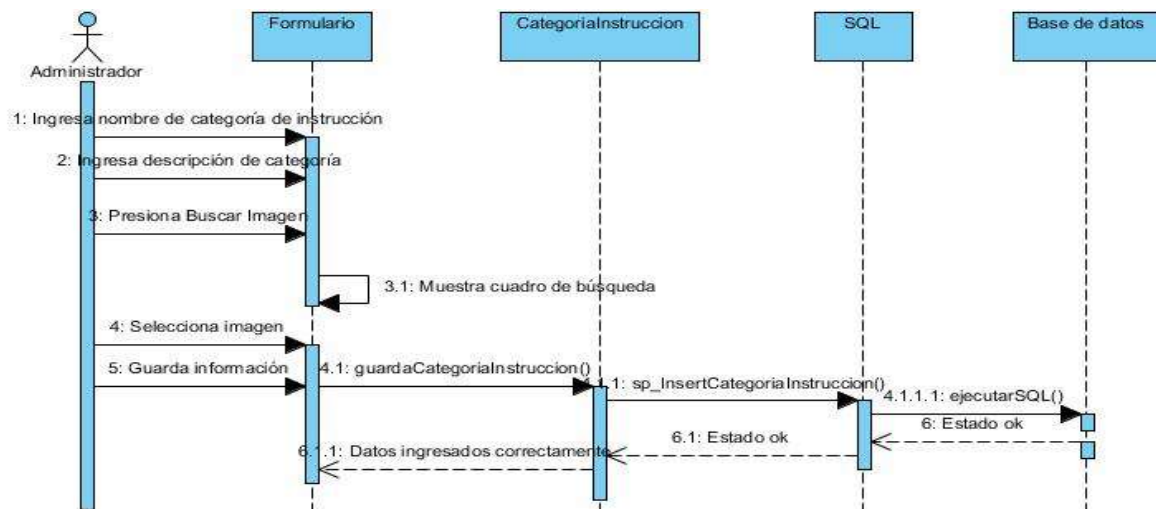 Formulario
CategoriaInstruccion
SQL
Base de datos
Administrador
1: Ingresa nombre de categoría de instrucción
2: Ingresa descripción de categoría
3: Presiona Buscar Imagen
3.1: Muestra cuadro de búsqueda
4: Selecciona imagen
5: Guarda información
4.1: guardaCategoriaInstruccion()
4.1.1: sp_InsertCategoriaInstruccion()
4.1.1.1: ejecutarSQL()
6: Estado ok
6.1: Estado ok
6.1.1: Datos ingresados correctamente